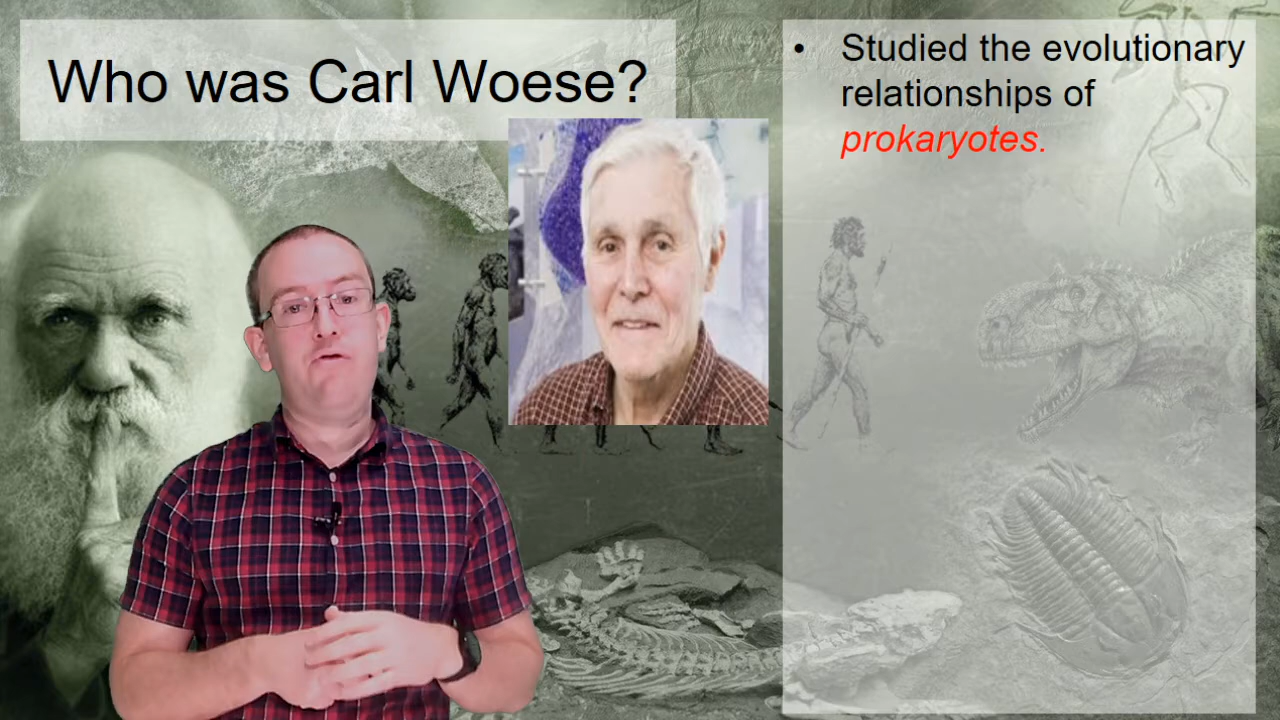 Who was Carl Woese?
• Studied the evolutionary
relationships of
prokaryotes.